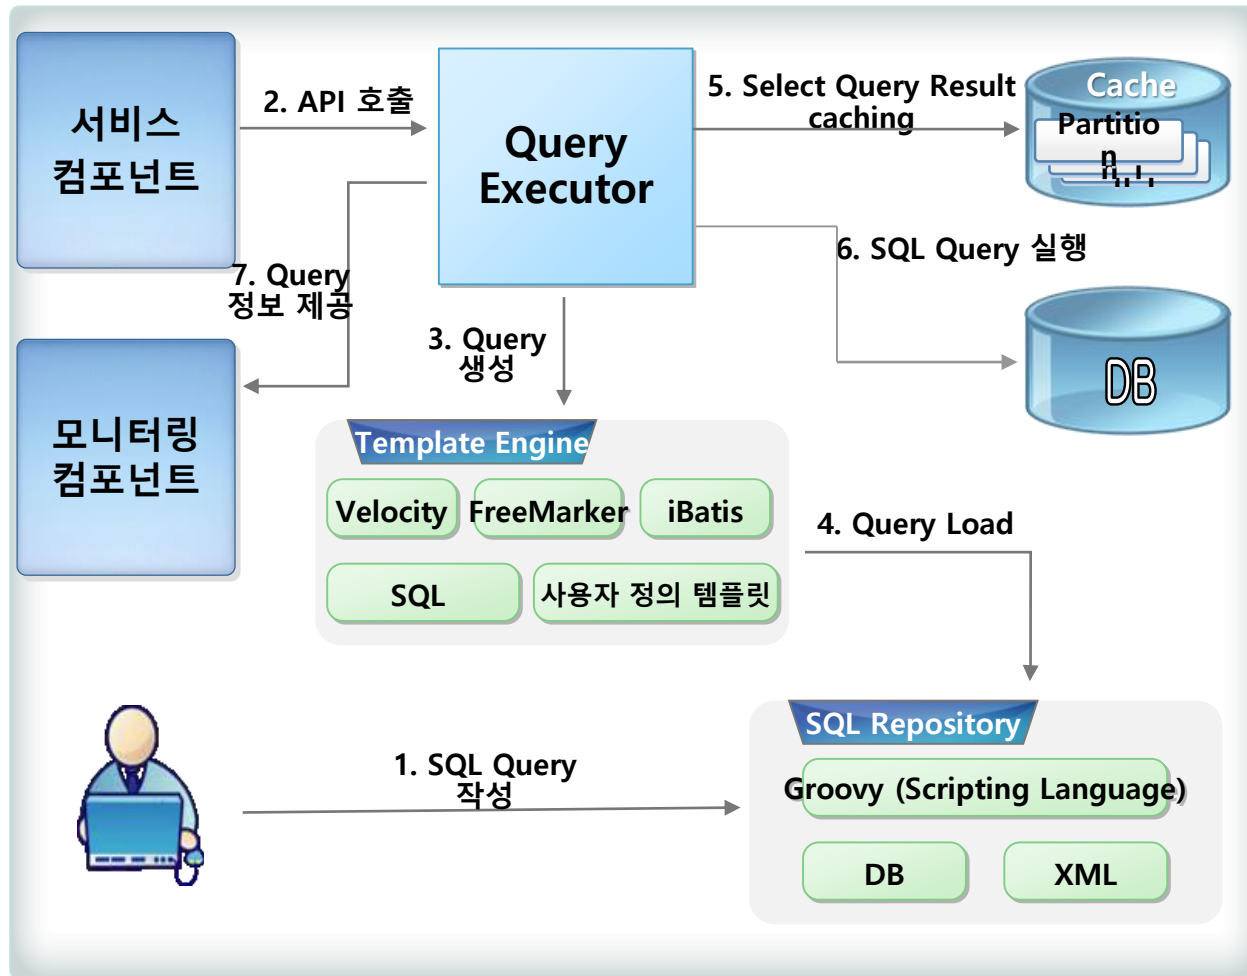 서비스
컴포넌트
2. API 호출
Query
Executor
5. Select Query Result
caching
Cache
Partitio
n
6. SQL Query 실행
DB
7. Query
정보 제공
3. Query
생성
모니터링
컴포넌트
Template Engine
Velocity
FreeMarker
iBatis
SQL
사용자 정의 템플릿
4. Query Load
1. SQL Query
작성
SQL Repository
Groovy (Scripting Language)
DB
XML